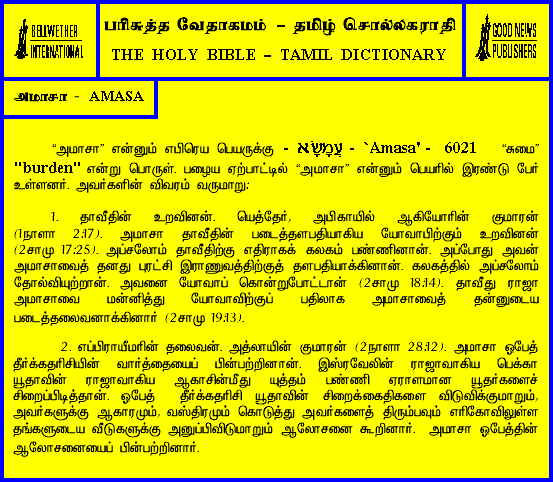 BELLWETHER
INTERNATIONAL
பரிசுத்த வேதாகமம் – தமிழ் சொல்லகராதி
THE HOLY BIBLE – TAMIL DICTIONARY
GOOD NEWS
PUBLISHERS
அமாசா - AMASA
“அமாசா” என்னும் எபிரெய பெயருக்கு - עֲמָשָׂא - `Amasa' - 6021 “சுமை”
"burden" என்று பொருள். பழைய ஏற்பாட்டில் “அமாசா” என்னும் பெயரில் இரண்டு பேர்
உள்ளனர். அவர்களின் விவரம் வருமாறு:
1. தாவீதின் உறவினன். யெத்தேர், அபிகாயில் ஆகியோரின் குமாரன்
(1நாளா 2:17). அமாசா தாவீதின் படைத்தளபதியாகிய யோவாபிற்கும் உறவினன்
(2சாமு 17:25). அப்சலோம் தாவீதிற்கு எதிராகக் கலகம் பண்ணினான். அப்போது அவன்
அமாசாவைத் தனது புரட்சி இராணுவத்திற்குத் தளபதியாக்கினான். கலகத்தில் அப்சலோம்
தோல்வியுற்றான். அவனை யோவாப் கொன்றுபோட்டான் (2சாமு 18:14). தாவீது ராஜா
அமாசாவை மன்னித்து யோவாவிற்குப் பதிலாக அமாசாவைத் தன்னுடைய
படைத்தலைவனாக்கினார் (2சாமு 19:13).
2. எப்பிராயீமரின் தலைவன். அத்லாயின் குமாரன் (2நாளா 28:12). அமாசா ஓபேத்
தீர்க்கதரிசியின் வார்த்தையைப் பின்பற்றினான். இஸ்ரவேலின் ராஜாவாகிய பெக்கா
யூதாவின் ராஜாவாகிய ஆகாசின்மீது யுத்தம் பண்ணி ஏராளமான யூதர்களைச்
சிறைப்பிடித்தான். ஓபேத் தீர்க்கதரிசி யூதாவின் சிறைக்கைதிகளை விடுவிக்குமாறும்,
அவர்களுக்கு ஆகாரமும், வஸ்திரமும் கொடுத்து அவர்களைத் திரும்பவும் எரிகோவிலுள்ள
தங்களுடைய வீடுகளுக்கு அனுப்பிவிடுமாறும் ஆலோசனை கூறினார். அமாசா ஓபேத்தின்
ஆலோசனையைப் பின்பற்றினார்.